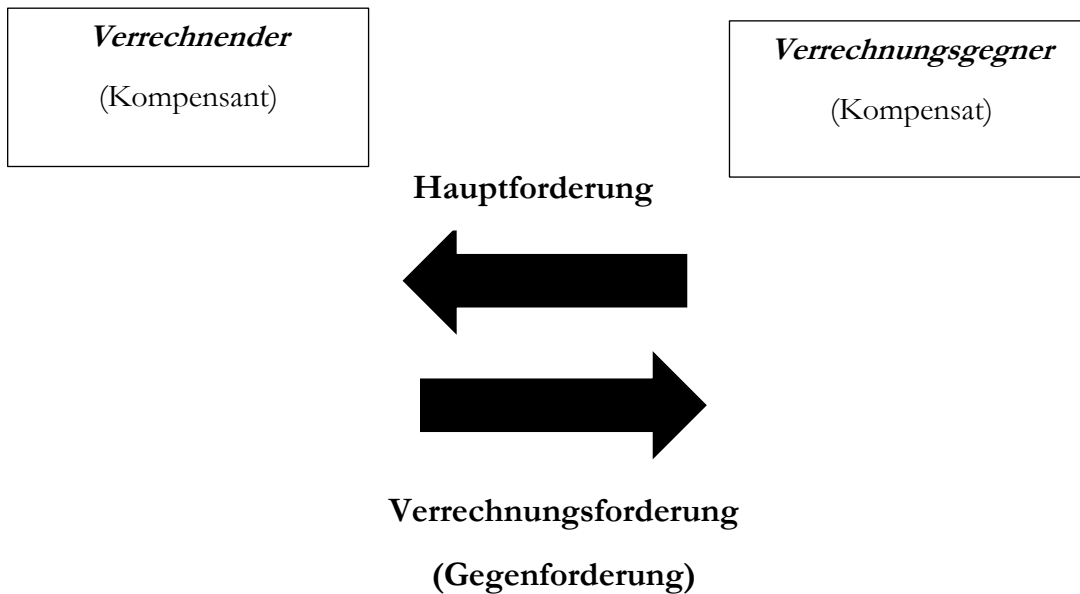 Verrechnender
(Kompensant)
Verrechnungsgegner
(Kompensat)
Hauptforderung
Verrechnungsforderung
(Gegenforderung)